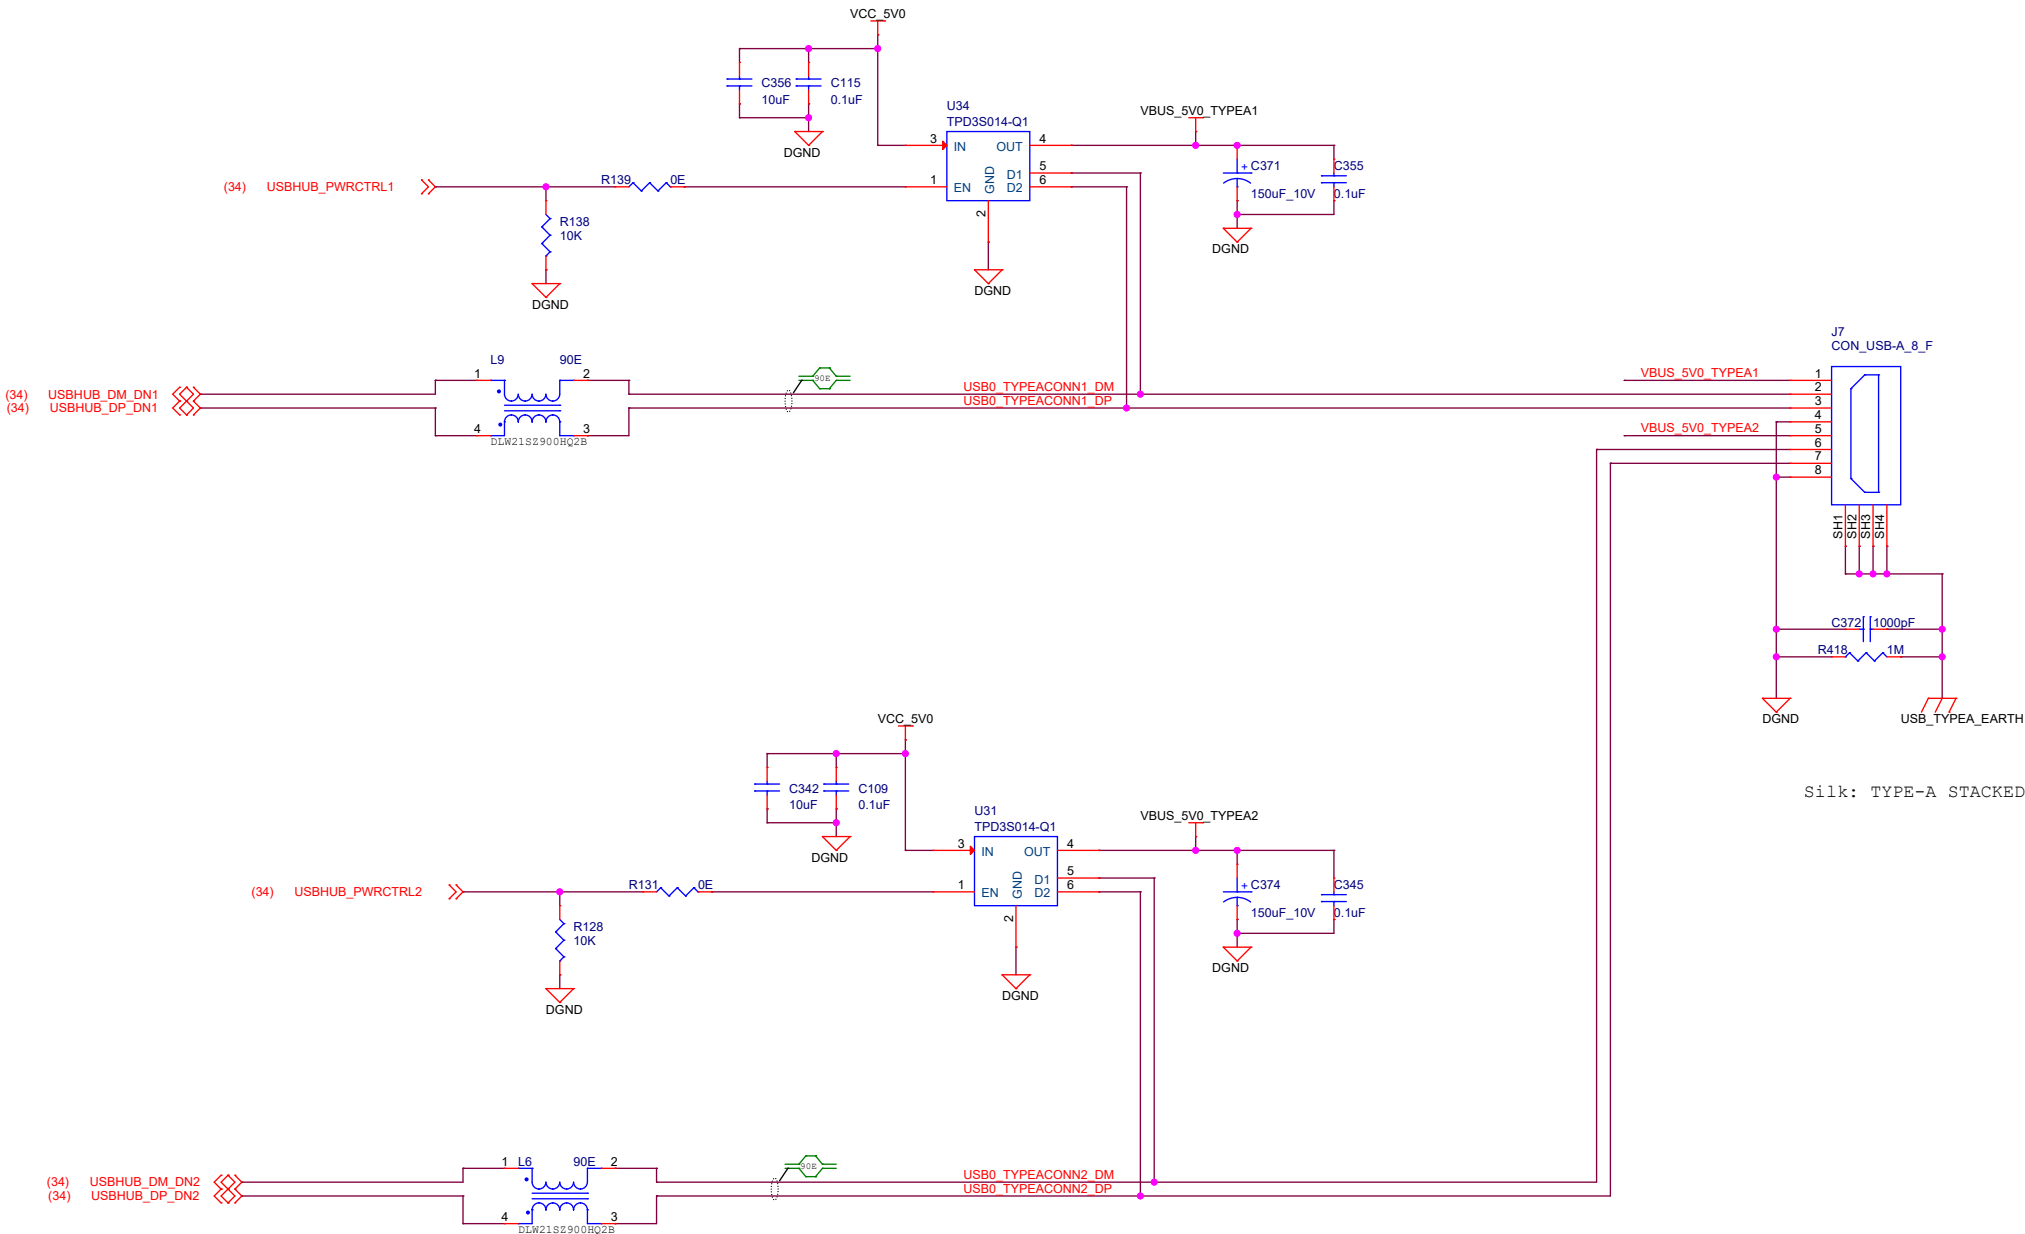 VCC_5V0
C356
10uF
C115
0.1uF
DGND
U34
TPD3S014-Q1
3
IN
OUT
4
D1
5
D2
6
1
EN
GND
2
DGND
VBUS_5V0_TYPEA1
+
C371
150uF_10V
C355
0.1uF
DGND
(34) USBHUB_PWRCTRL1
R139
0E
R138
10K
DGND
L9
90E
1
2
4
3
DLW21SZ900HQ2B
(34) USBHUB_DM_DN1
(34) USBHUB_DP_DN1
90E
USB0_TYPEACONN1_DM
USB0_TYPEACONN1_DP
J7
CON_USB-A_8_F
VBUS_5V0_TYPEA1
VBUS_5V0_TYPEA2
1
2
3
4
5
6
7
8
SH1
SH2
SH3
SH4
C372
1000pF
R418
1M
DGND
USB_TYPEA_EARTH
Silk: TYPE-A STACKED
VCC_5V0
C342
10uF
C109
0.1uF
DGND
U31
TPD3S014-Q1
3
IN
OUT
4
D1
5
D2
6
1
EN
GND
2
DGND
VBUS_5V0_TYPEA2
+
C374
150uF_10V
C345
0.1uF
DGND
(34) USBHUB_PWRCTRL2
R131
0E
R128
10K
DGND
1
L6
90E
2
4
3
DLW21SZ900HQ2B
(34) USBHUB_DM_DN2
(34) USBHUB_DP_DN2
90E
USB0_TYPEACONN2_DM
USB0_TYPEACONN2_DP